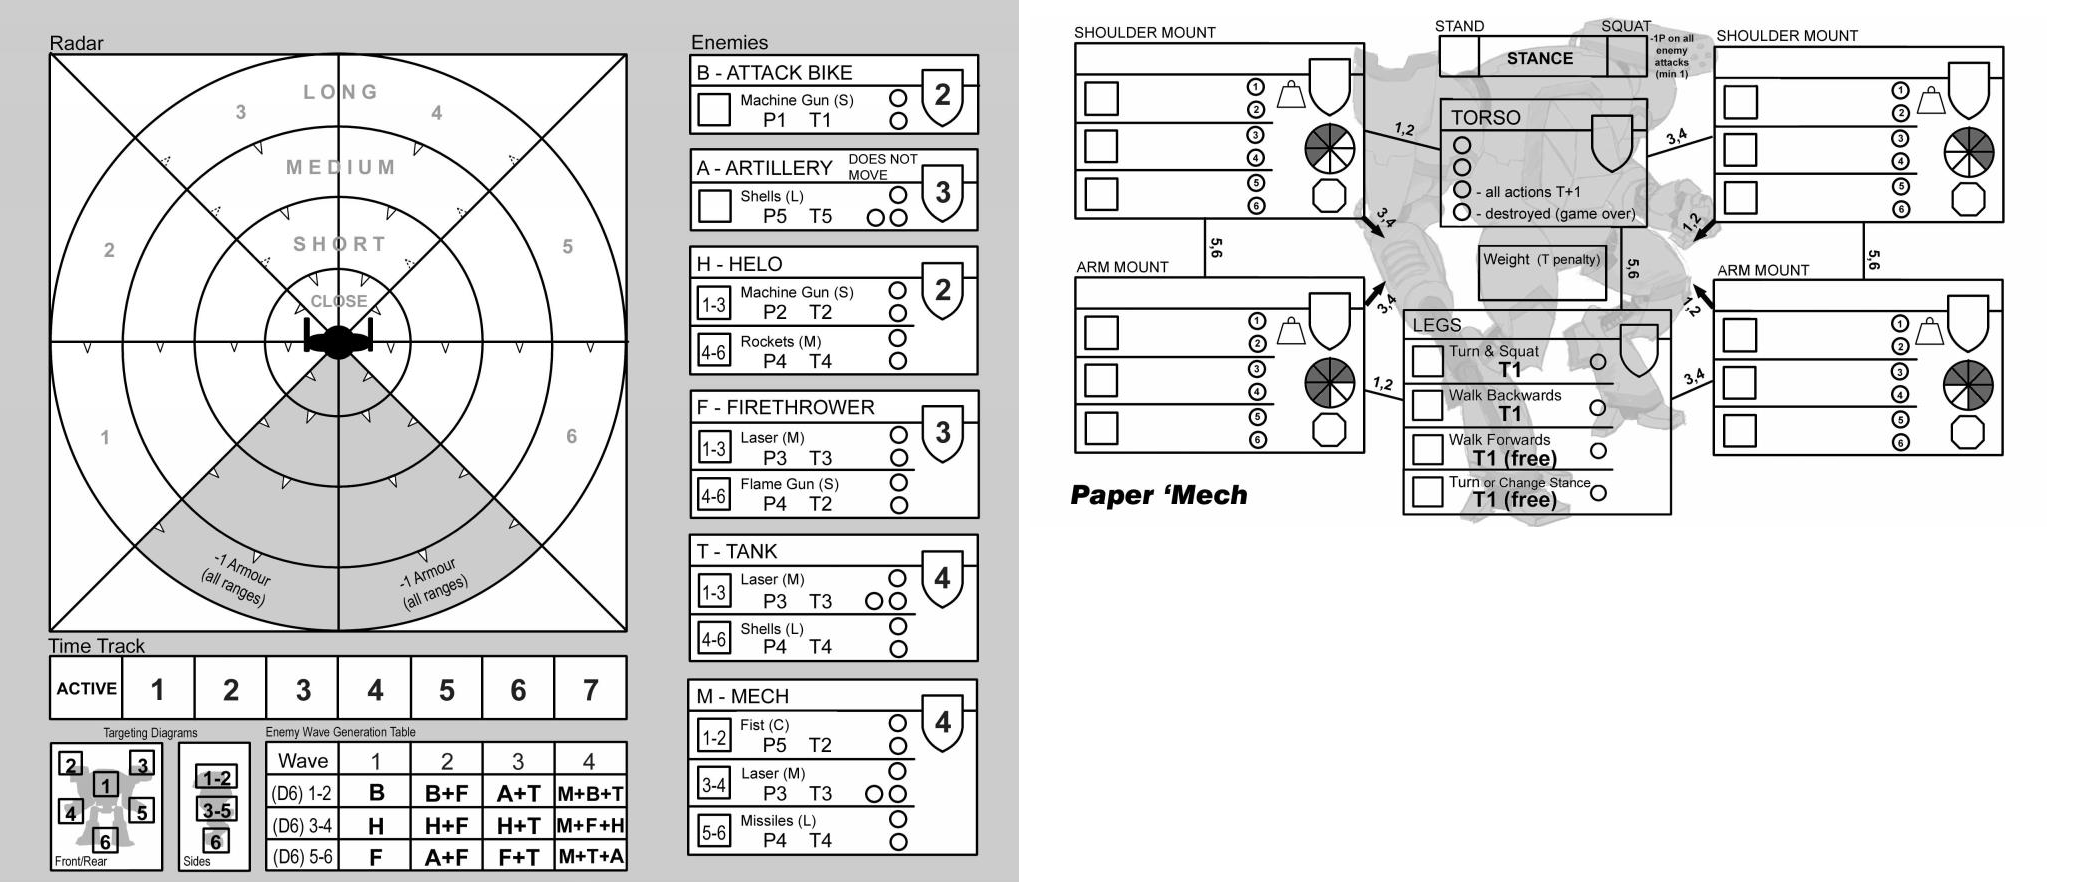 Radar
LONG
3
4
MEDIUM
2
SHORT
5
CLOSE
1
6
-1 Armour
(all ranges)
-1 Armour
(all ranges)
Time Track
ACTIVE 1 2 3 4 5 6 7
Targeting Diagrams
2 3
1
4 5
6
Front/Rear
1-2
3-5
6
Sides
Enemy Wave Generation Table
Wave 1 2 3 4
(D6) 1-2 B B+F A+T M+B+T
(D6) 3-4 H H+F H+T M+F+H
(D6) 5-6 F A+F F+T M+T+A
Enemies
B - ATTACK BIKE
2
Machine Gun (S)
P1 T1
A - ARTILLERY
DOES NOT
MOVE
3
Shells (L)
P5 T5
H - HELO
2
1-3
Machine Gun (S)
P2 T2
4-6
Rockets (M)
P4 T4
F - FIRETHROWER
3
1-3
Laser (M)
P3 T3
4-6
Flame Gun (S)
P4 T2
T - TANK
4
1-3
Laser (M)
P3 T3
4-6
Shells (L)
P4 T4
M - MECH
4
1-2
Fist (C)
P5 T2
3-4
Laser (M)
P3 T3
5-6
Missiles (L)
P4 T4
SHOULDER MOUNT
1
2
3
4
5
6
1,2
3,4
5,6
ARM MOUNT
1
2
3
4
5
6
3,4
1,2
STAND
SQUAT
STANCE
-1P on all
enemy
attacks
(min 1)
TORSO
- all actions T+1
- destroyed (game over)
Weight (T penalty)
5,6
LEGS
Turn & Squat
T1
Walk Backwards
T1
Walk Forwards
T1 (free)
Turn or Change Stance
T1 (free)
SHOULDER MOUNT
1
2
3
4
5
6
3,4
1,2
5,6
ARM MOUNT
1
2
3
4
5
6
1,2
3,4
Paper ‘Mech